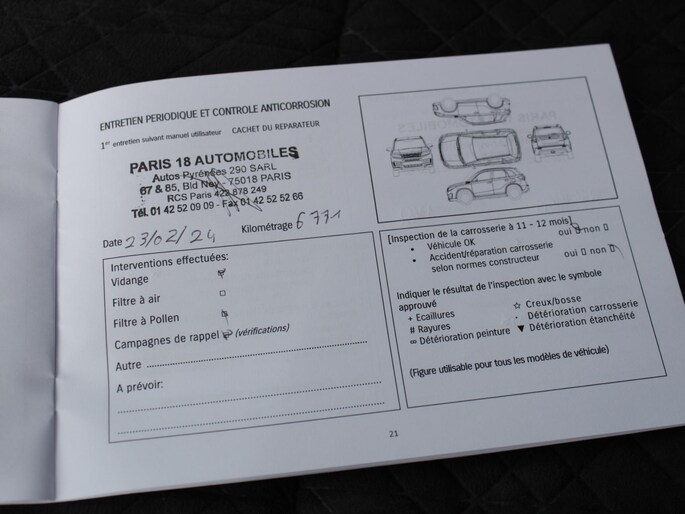 ENTRETIEN PERIODIQUE ET CONTROLE ANTICORROSION
1er entretien suivant manuel utilisateur CACHET DU REPARATEUR
PARIS 18 AUTOMOBILES
Autos Pyrénées 290 SARL
67 & 85, Bld Ney - 75018 PARIS
RCS Paris 422 878 249
Tél. 01 42 52 09 09 - Fax 01 42 52 52 66
Date 23/02/24 Kilométrage 6771
Interventions effectuées:
Vidange
Filtre à air
Filtre à Pollen
Campagnes de rappel (vérifications)
Autre
A prévoir:
[Inspection de la carrosserie à 11 - 12 mois]
• Véhicule OK oui non
• Accident/réparation carrosserie oui non
selon normes constructeur
Indiquer le résultat de l'inspection avec le symbole
approuvé
+ Ecaillures ☆ Creux/bosse
# Rayures · Détérioration carrosserie
∞ Détérioration peinture ▼ Détérioration étanchéité
(Figure utilisable pour tous les modèles de véhicule)
21